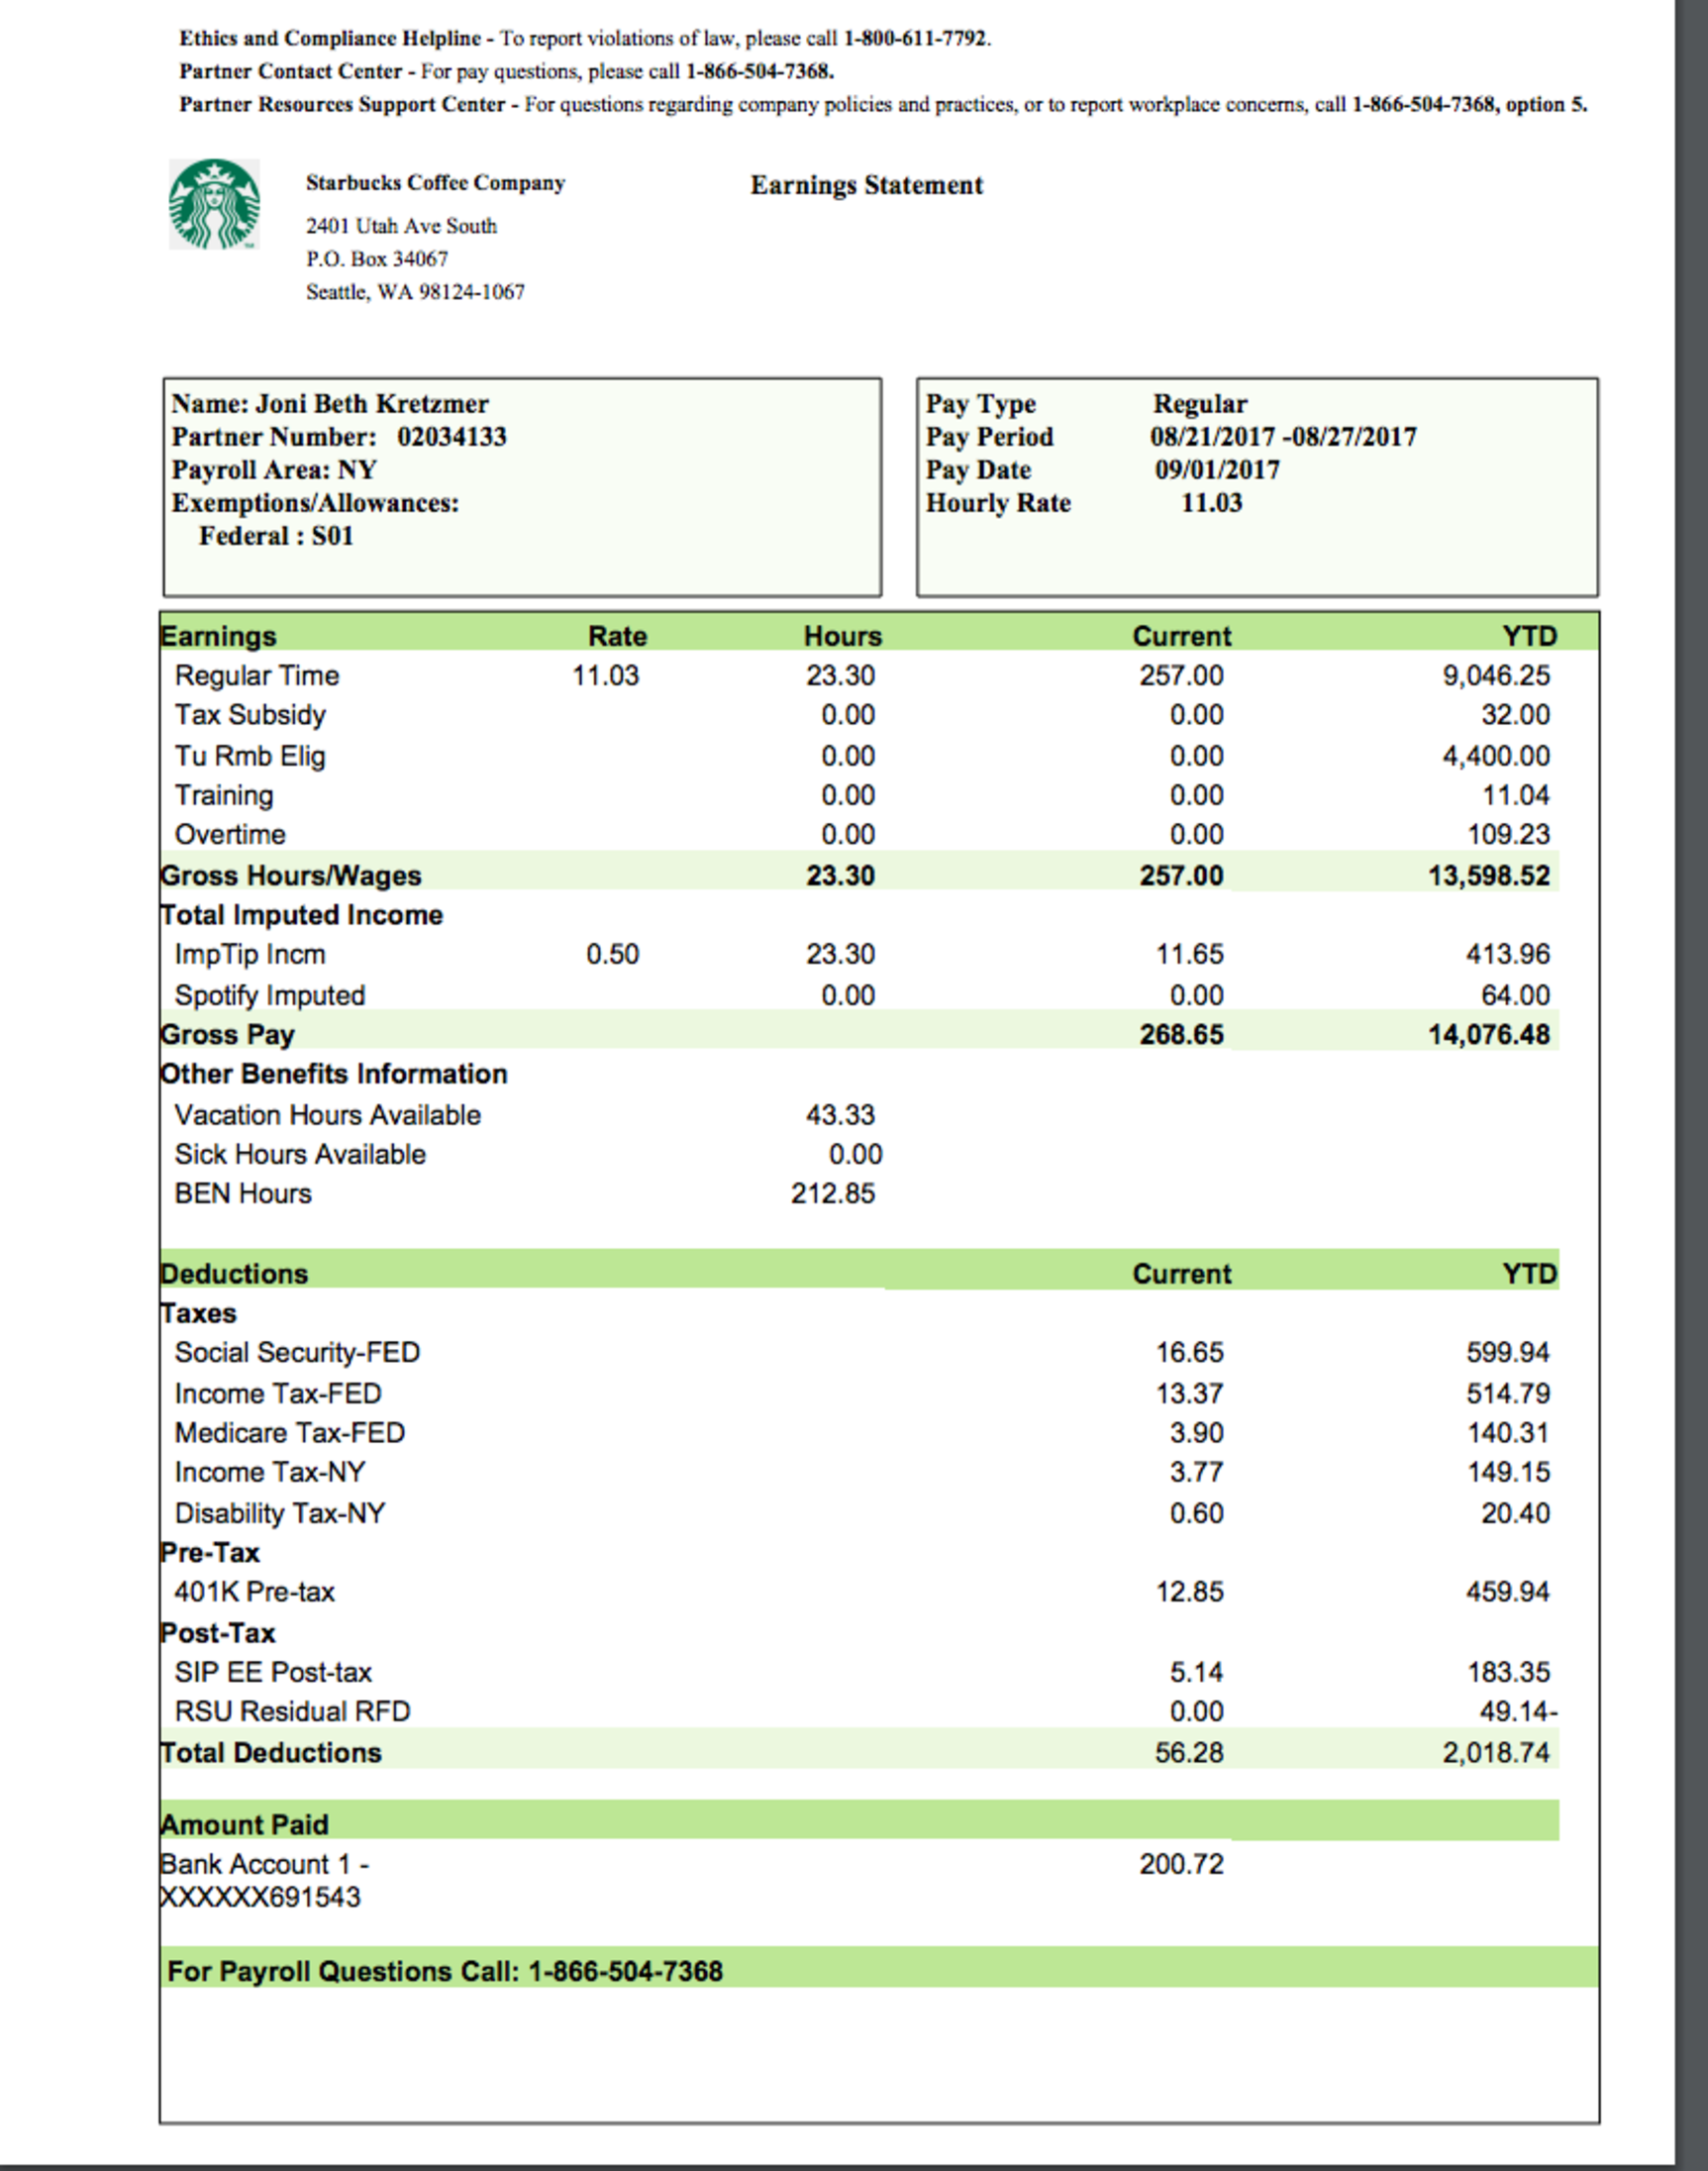 Ethics and Compliance Helpline - To report violations of law, please call 1-800-611-7792.
Partner Contact Center - For pay questions, please call 1-866-504-7368.
Partner Resources Support Center - For questions regarding company policies and practices, or to report workplace concerns, call 1-866-504-7368, option 5.
Starbucks Coffee Company Earnings Statement
2401 Utah Ave South
P.O. Box 34067
Seattle, WA 98124-1067
Name: Joni Beth Kretzmer
Partner Number: 02034133
Payroll Area: NY
Exemptions/Allowances:
Federal : S01
Pay Type Regular
Pay Period 08/21/2017 -08/27/2017
Pay Date 09/01/2017
Hourly Rate 11.03
Earnings Rate Hours Current YTD
Regular Time 11.03 23.30 257.00 9,046.25
Tax Subsidy 0.00 0.00 32.00
Tu Rmb Elig 0.00 0.00 4,400.00
Training 0.00 0.00 11.04
Overtime 0.00 0.00 109.23
Gross Hours/Wages 23.30 257.00 13,598.52
Total Imputed Income
ImpTip Incm 0.50 23.30 11.65 413.96
Spotify Imputed 0.00 0.00 64.00
Gross Pay 268.65 14,076.48
Other Benefits Information
Vacation Hours Available 43.33
Sick Hours Available 0.00
BEN Hours 212.85
Deductions Current YTD
Taxes
Social Security-FED 16.65 599.94
Income Tax-FED 13.37 514.79
Medicare Tax-FED 3.90 140.31
Income Tax-NY 3.77 149.15
Disability Tax-NY 0.60 20.40
Pre-Tax
401K Pre-tax 12.85 459.94
Post-Tax
SIP EE Post-tax 5.14 183.35
RSU Residual RFD 0.00 49.14-
Total Deductions 56.28 2,018.74
Amount Paid
Bank Account 1 - 200.72
XXXXXX691543
For Payroll Questions Call: 1-866-504-7368